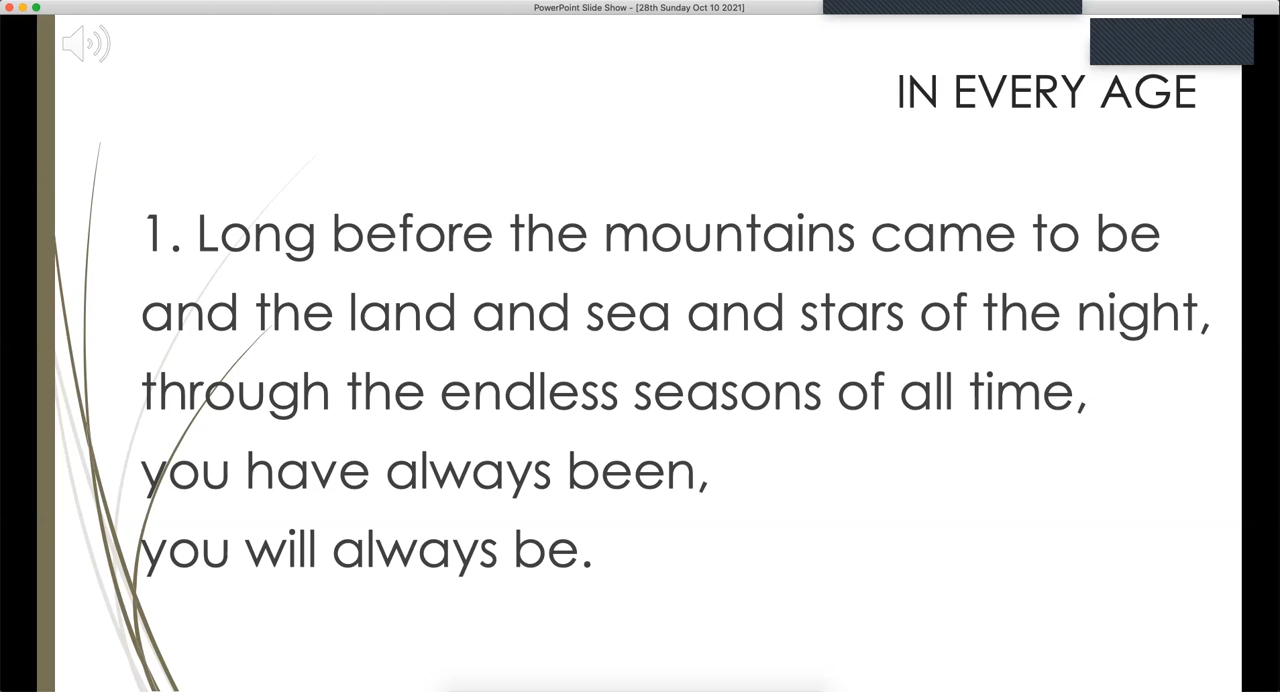 PowerPoint Slide Show - [28th Sunday Oct 10 2021]
IN EVERY AGE
1. Long before the mountains came to be
and the land and sea and stars of the night,
through the endless seasons of all time,
you have always been,
you will always be.